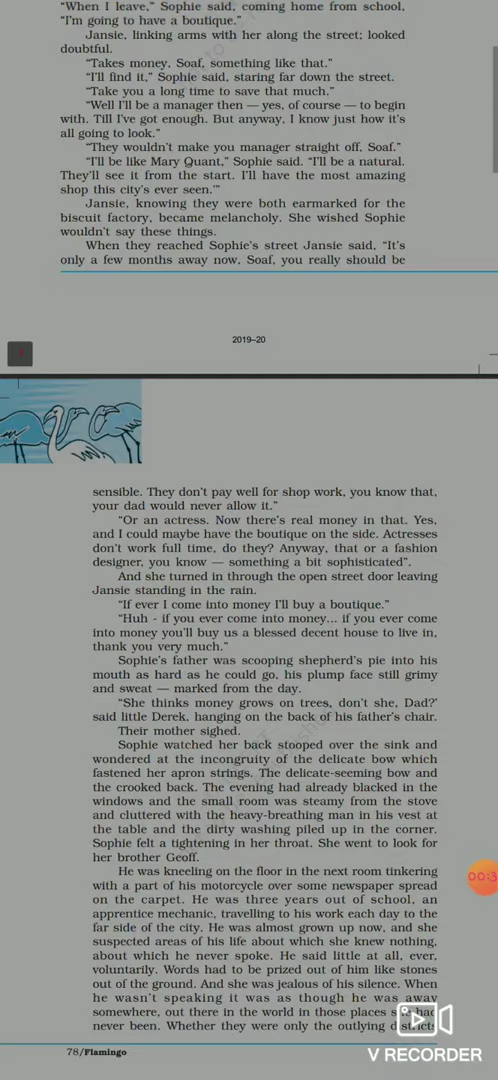 “When I leave,” Sophie said, coming home from school,
“I’m going to have a boutique.”
Jansie, linking arms with her along the street; looked
doubtful.
“Takes money, Soaf, something like that.”
“I’ll find it,” Sophie said, staring far down the street.
“Take you a long time to save that much.”
“Well I’ll be a manager then — yes, of course — to begin
with. Till I’ve got enough. But anyway, I know just how it’s
all going to look.”
“They wouldn’t make you manager straight off, Soaf.”
“I’ll be like Mary Quant,” Sophie said. “I’ll be a natural.
They’ll see it from the start. I’ll have the most amazing
shop this city’s ever seen.’”
Jansie, knowing they were both earmarked for the
biscuit factory, became melancholy. She wished Sophie
wouldn’t say these things.
When they reached Sophie’s street Jansie said, “It’s
only a few months away now, Soaf, you really should be
2019–20
sensible. They don’t pay well for shop work, you know that,
your dad would never allow it.”
“Or an actress. Now there’s real money in that. Yes,
and I could maybe have the boutique on the side. Actresses
don’t work full time, do they? Anyway, that or a fashion
designer, you know — something a bit sophisticated”.
And she turned in through the open street door leaving
Jansie standing in the rain.
“If ever I come into money I’ll buy a boutique.”
“Huh - if you ever come into money... if you ever come
into money you’ll buy us a blessed decent house to live in,
thank you very much.”
Sophie’s father was scooping shepherd’s pie into his
mouth as hard as he could go, his plump face still grimy
and sweat — marked from the day.
“She thinks money grows on trees, don’t she, Dad?’
said little Derek, hanging on the back of his father’s chair.
Their mother sighed.
Sophie watched her back stooped over the sink and
wondered at the incongruity of the delicate bow which
fastened her apron strings. The delicate-seeming bow and
the crooked back. The evening had already blacked in the
windows and the small room was steamy from the stove
and cluttered with the heavy-breathing man in his vest at
the table and the dirty washing piled up in the corner.
Sophie felt a tightening in her throat. She went to look for
her brother Geoff.
He was kneeling on the floor in the next room tinkering
with a part of his motorcycle over some newspaper spread
on the carpet. He was three years out of school, an
apprentice mechanic, travelling to his work each day to the
far side of the city. He was almost grown up now, and she
suspected areas of his life about which she knew nothing,
about which he never spoke. He said little at all, ever,
voluntarily. Words had to be prized out of him like stones
out of the ground. And she was jealous of his silence. When
he wasn’t speaking it was as though he was away
somewhere, out there in the world in those places she had
never been. Whether they were only the outlying districts
78/Flamingo
00:3
V RECORDER